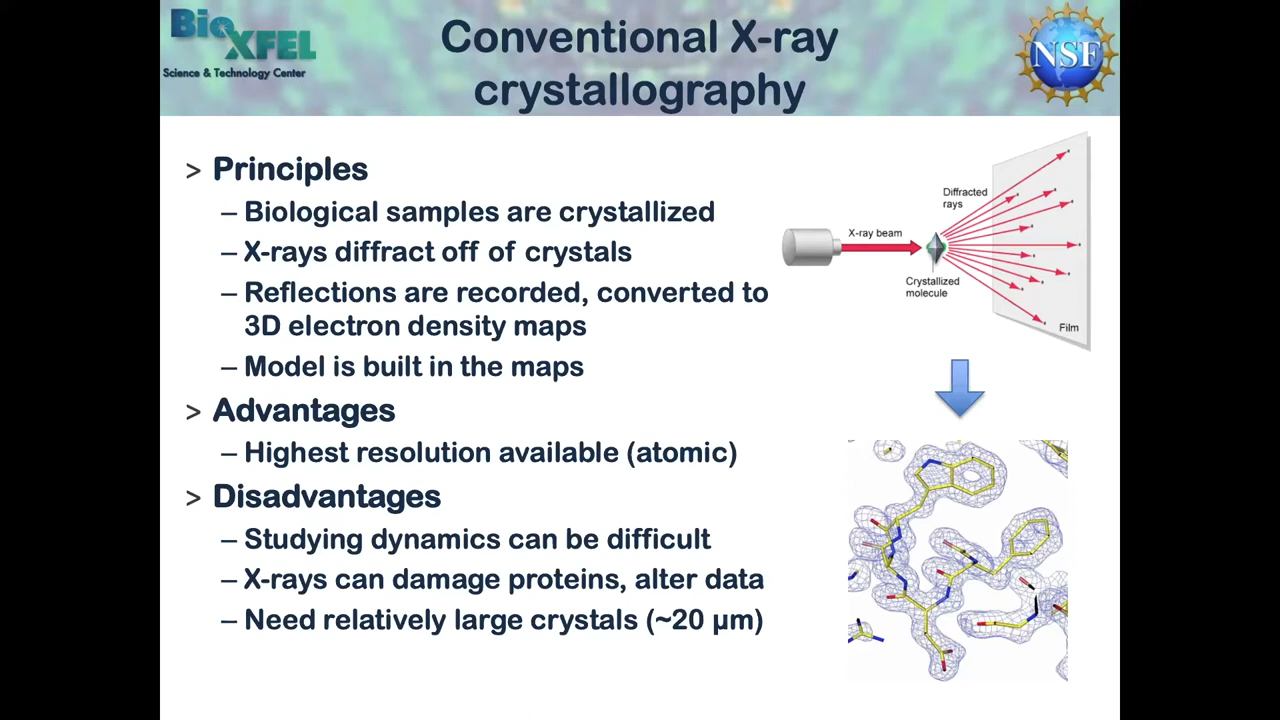 BioXFEL
Science & Technology Center
Conventional X-ray
crystallography
NSF
> Principles
– Biological samples are crystallized
– X-rays diffract off of crystals
– Reflections are recorded, converted to
3D electron density maps
– Model is built in the maps
> Advantages
– Highest resolution available (atomic)
> Disadvantages
– Studying dynamics can be difficult
– X-rays can damage proteins, alter data
– Need relatively large crystals (~20 µm)
Diffracted
rays
X-ray beam
Crystallized
molecule
Film